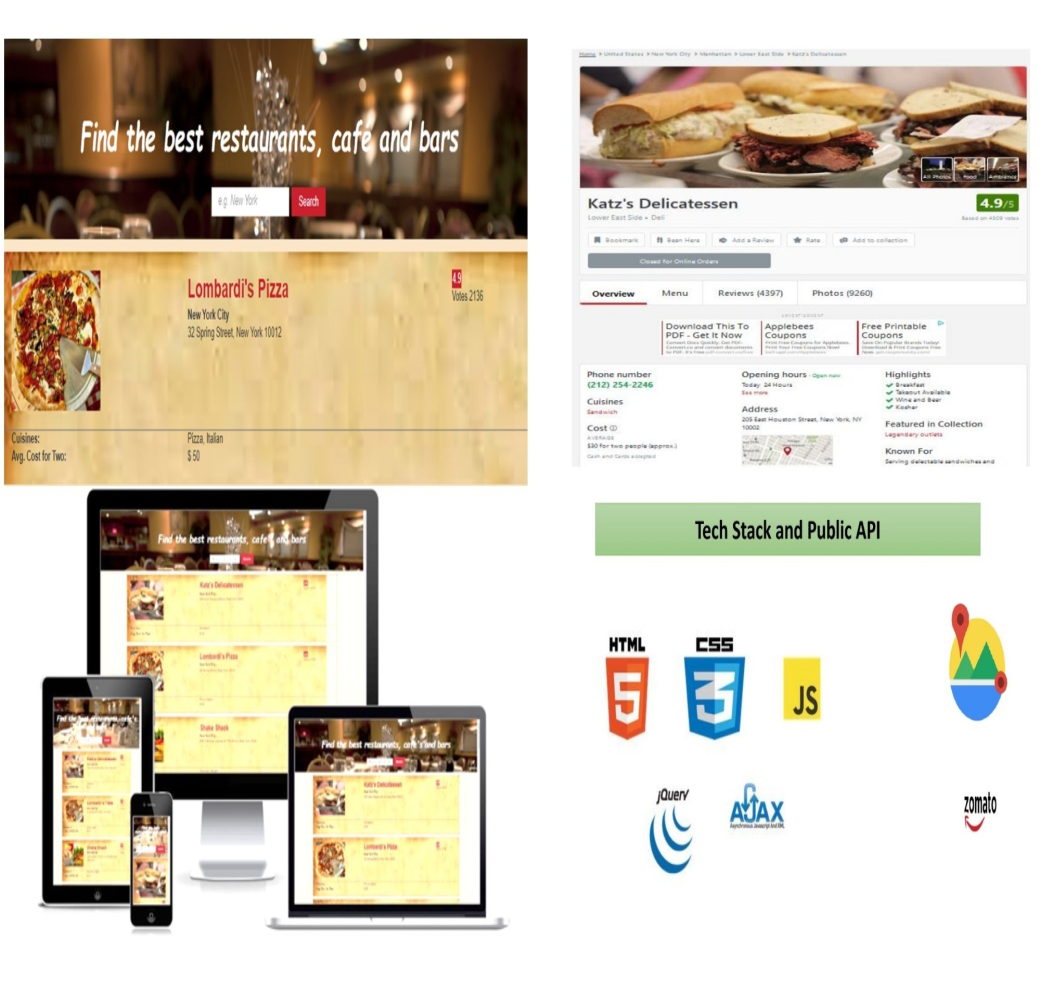 Find the best restaurants, café and bars
e.g. New York
Search
Lombardi's Pizza
4.9
Votes 2136
New York City
32 Spring Street, New York 10012
Cuisines:
Pizza, Italian
Avg. Cost for Two:
$ 50
Home > United States > New York City > Manhattan > Lower East Side > Katz's Delicatessen
All Photos
Food
Ambience
Katz's Delicatessen
4.9/5
Lower East Side • Deli
Based on 4509 votes
Bookmark
Been Here
Add a Review
Rate
Add to collection
Closed for Online Orders
Overview
Menu
Reviews (4397)
Photos (9260)
ADVERTISEMENT
Download This To
PDF - Get It Now
Applebees
Coupons
Free Printable
Coupons
Phone number
(212) 254-2246
Cuisines
Sandwich
Cost
AVERAGE
$30 for two people (approx.)
Cash and Cards accepted
Opening hours - Open now
Today 24 Hours
See more
Address
205 East Houston Street, New York, NY
10002
Highlights
Breakfast
Takeout Available
Wine and Beer
Kosher
Featured in Collection
Legendary outlets
Known For
Serving delectable sandwiches and
Find the best restaurants, cafe's and bars
Katz's Delicatessen
Lombardi's Pizza
Shake Shack
Find the best restaurants, cafe's
Lombardi's Pizza
Find the best restaurants, cafe's and bars
Katz's Delicatessen
Lombardi's Pizza
Tech Stack and Public API
HTML
5
CSS
3
JS
jQuery
AJAX
Asynchronous Javascript And XML
zomato